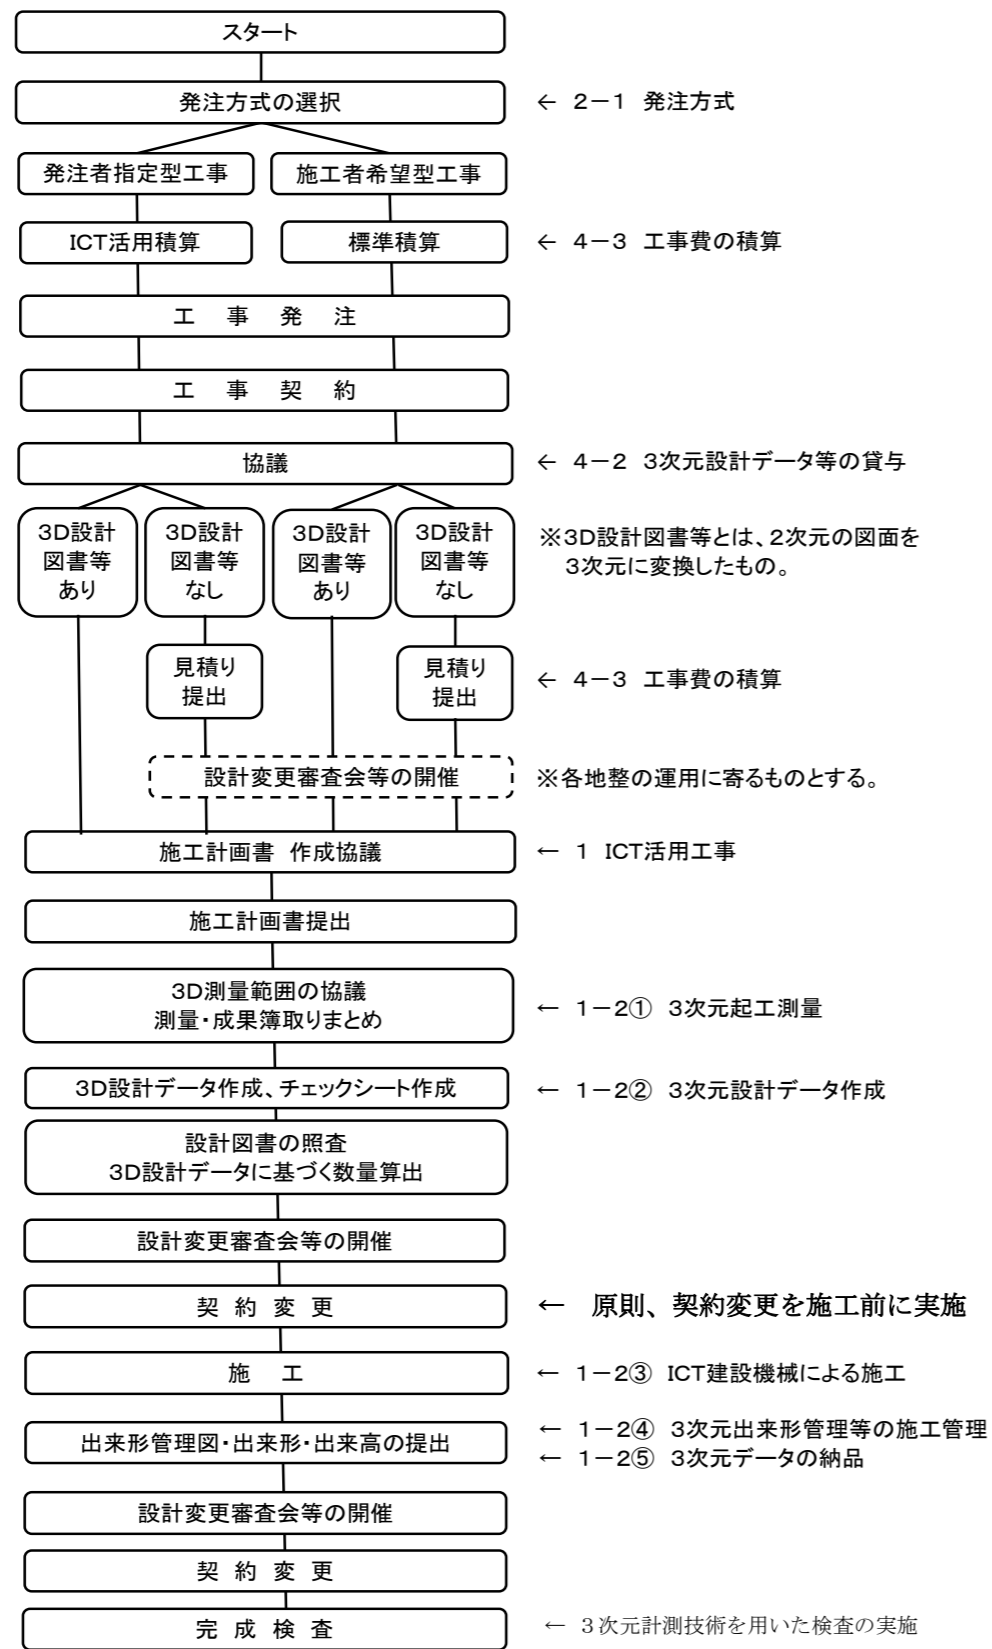 スタート
発注方式の選択
← 2－1 発注方式
発注者指定型工事
施工者希望型工事
ICT活用積算
標準積算
← 4－3 工事費の積算
工 事 発 注
工 事 契 約
協議
← 4－2 3次元設計データ等の貸与
3D設計
図書等
あり
3D設計
図書等
なし
3D設計
図書等
あり
3D設計
図書等
なし
※3D設計図書等とは、2次元の図面を
3次元に変換したもの。
見積り
提出
見積り
提出
← 4－3 工事費の積算
設計変更審査会等の開催
※各地整の運用に寄るものとする。
施工計画書 作成協議
← 1 ICT活用工事
施工計画書提出
3D測量範囲の協議
測量・成果簿取りまとめ
← 1－2① 3次元起工測量
3D設計データ作成、チェックシート作成
← 1－2② 3次元設計データ作成
設計図書の照査
3D設計データに基づく数量算出
設計変更審査会等の開催
契 約 変 更
← 原則、契約変更を施工前に実施
施 工
← 1－2③ ICT建設機械による施工
出来形管理図・出来形・出来高の提出
← 1－2④ 3次元出来形管理等の施工管理
← 1－2⑤ 3次元データの納品
設計変更審査会等の開催
契 約 変 更
完 成 検 査
← ３次元計測技術を用いた検査の実施